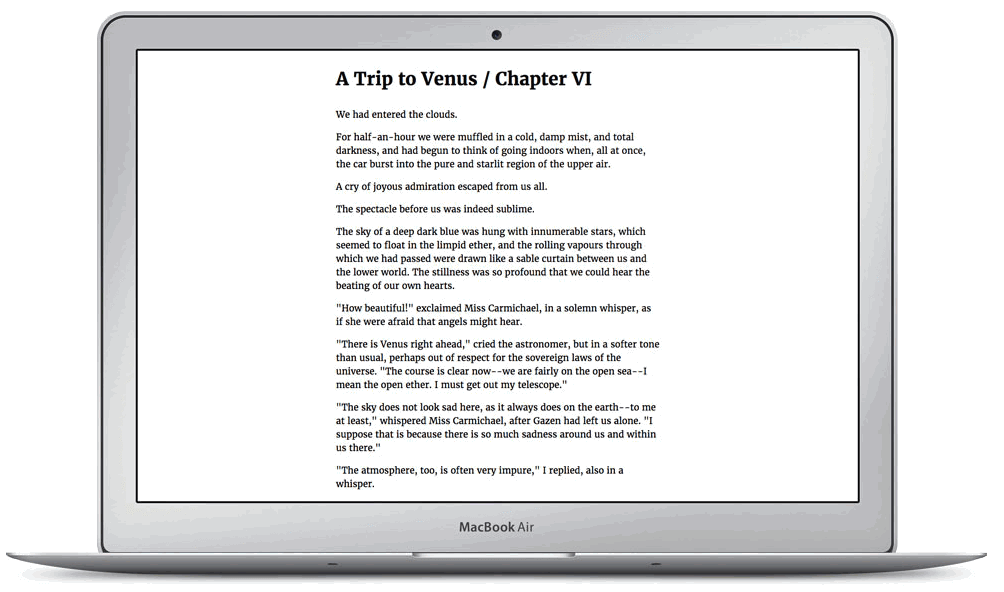 A Trip to Venus / Chapter VI
We had entered the clouds.
For half-an-hour we were muffled in a cold, damp mist, and total
darkness, and had begun to think of going indoors when, all at once,
the car burst into the pure and starlit region of the upper air.
A cry of joyous admiration escaped from us all.
The spectacle before us was indeed sublime.
The sky of a deep dark blue was hung with innumerable stars, which
seemed to float in the limpid ether, and the rolling vapours through
which we had passed were drawn like a sable curtain between us and
the lower world. The stillness was so profound that we could hear the
beating of our own hearts.
"How beautiful!" exclaimed Miss Carmichael, in a solemn whisper, as
if she were afraid that angels might hear.
"There is Venus right ahead," cried the astronomer, but in a softer tone
than usual, perhaps out of respect for the sovereign laws of the
universe. "The course is clear now--we are fairly on the open sea--I
mean the open ether. I must get out my telescope."
"The sky does not look sad here, as it always does on the earth--to me
at least," whispered Miss Carmichael, after Gazen had left us alone. "I
suppose that is because there is so much sadness around us and within
us there."
"The atmosphere, too, is often very impure," I replied, also in a
whisper.
MacBook Air